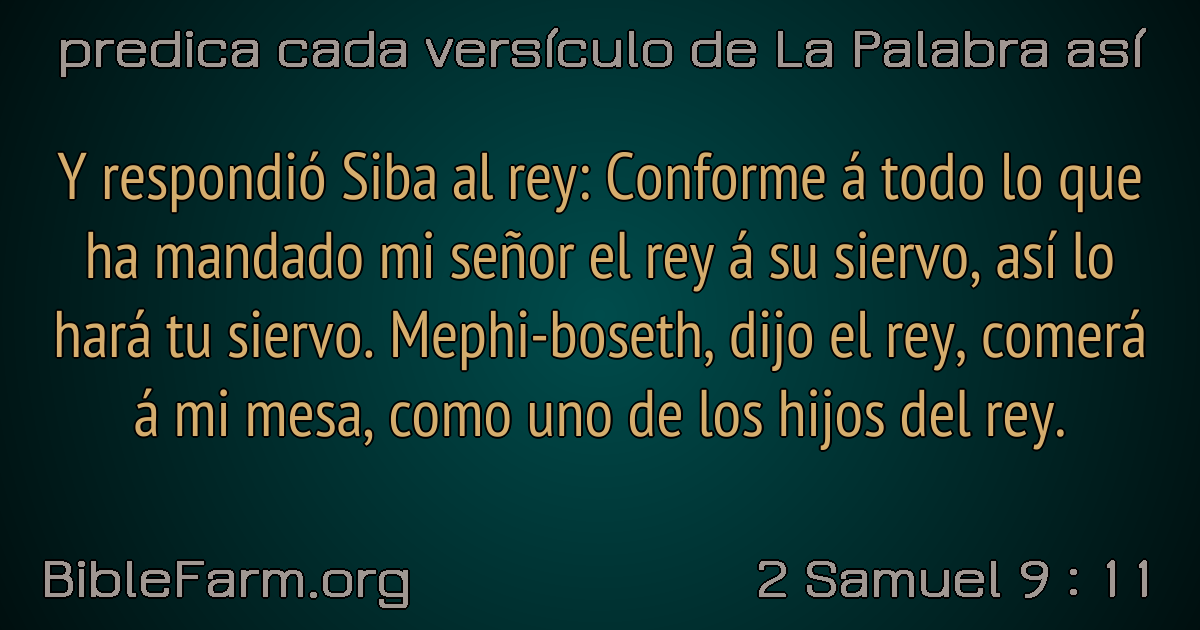 predica cada versículo de La Palabra así
Y respondió Siba al rey: Conforme á todo lo que
ha mandado mi señor el rey á su siervo, así lo
hará tu siervo. Mephi-boseth, dijo el rey, comerá
á mi mesa, como uno de los hijos del rey.
BibleFarm.org
2 Samuel 9 : 11